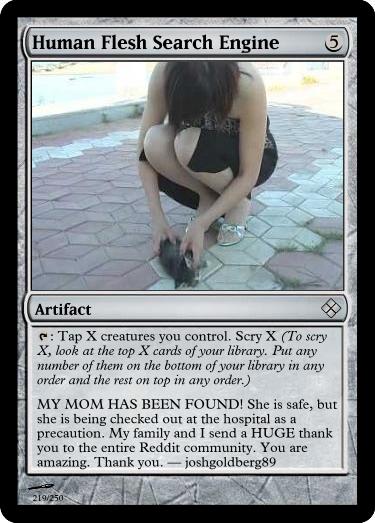 Human Flesh Search Engine 5
Artifact
: Tap X creatures you control. Scry X (To scry
X, look at the top X cards of your library. Put any
number of them on the bottom of your library in
any order and the rest on top in any order.)
MY MOM HAS BEEN FOUND! She is safe, but
she is being checked out at the hospital as a
precaution. My family and I send a HUGE thank
you to the entire Reddit community. You are
amazing. Thank you. — joshgoldberg89
219/250